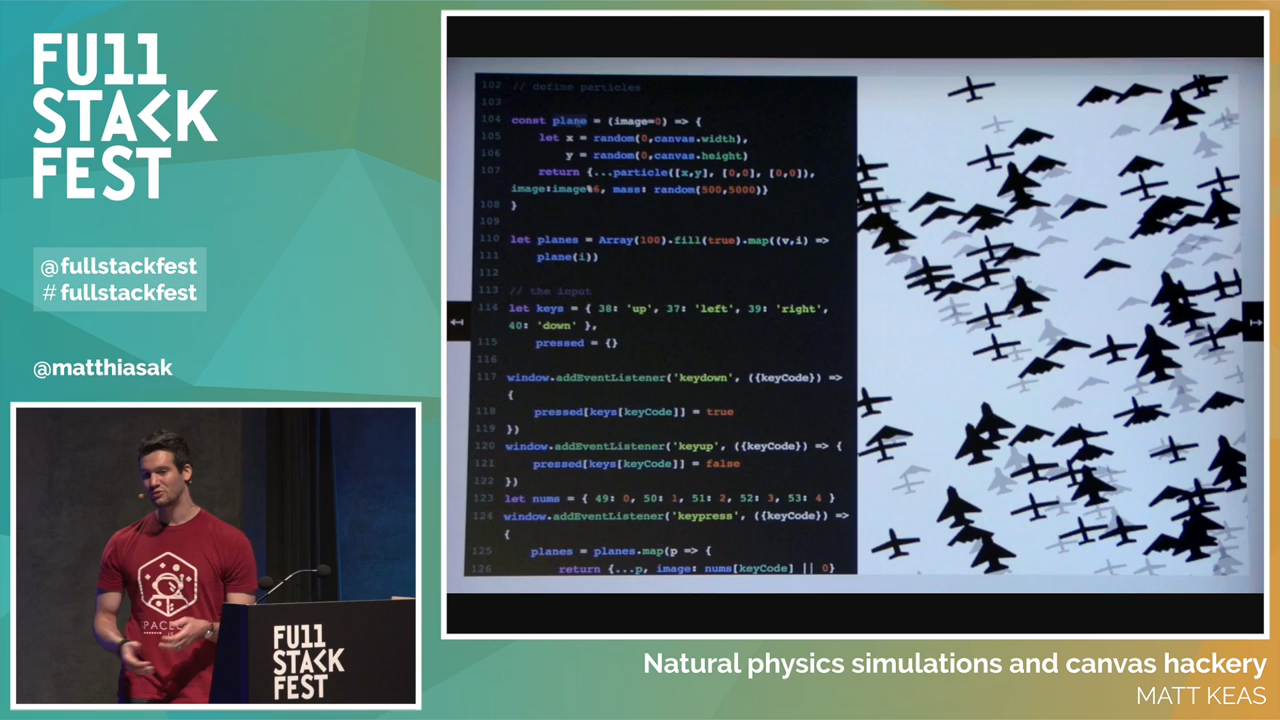 FU11
STACK
FEST
@fullstackfest
# fullstackfest
@matthiasak
102 // define particles
103
104 const plane = (image=0) => {
105 let x = random(0,canvas.width),
106 y = random(0,canvas.height)
107 return {...particle([x,y], [0,0], [0,0]),
image:image%6, mass: random(500,5000)}
108 }
109
110 let planes = Array(100).fill(true).map((v,i) =>
111 plane(i))
112
113 // the input
114 let keys = { 38: 'up', 37: 'left', 39: 'right',
40: 'down' },
115 pressed = {}
116
117 window.addEventListener('keydown', ({keyCode}) =>
{
118 pressed[keys[keyCode]] = true
119 })
120 window.addEventListener('keyup', ({keyCode}) => {
121 pressed[keys[keyCode]] = false
122 })
123 let nums = { 49: 0, 50: 1, 51: 2, 52: 3, 53: 4 }
124 window.addEventListener('keypress', ({keyCode}) =>
{
125 planes = planes.map(p => {
126 return {...p, image: nums[keyCode] || 0}
FU11
STACK
FEST
Natural physics simulations and canvas hackery
MATT KEAS